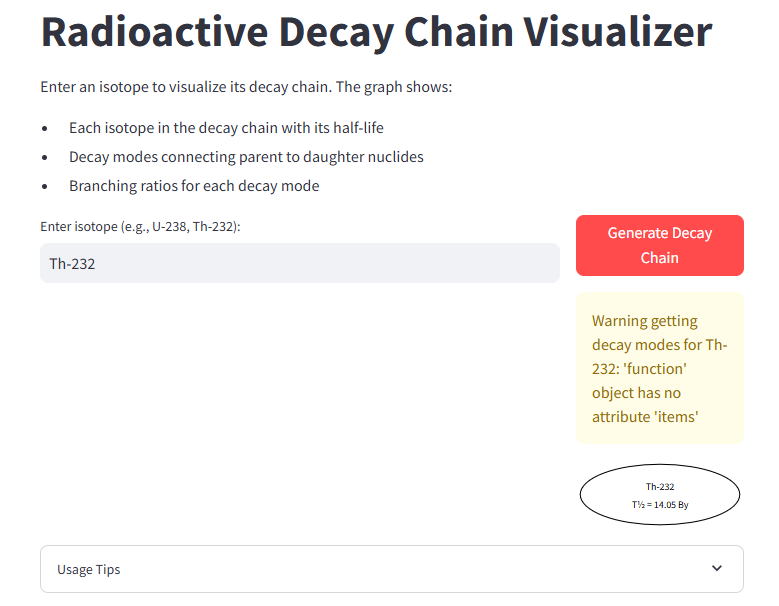 Radioactive Decay Chain Visualizer
Enter an isotope to visualize its decay chain. The graph shows:
• Each isotope in the decay chain with its half-life
• Decay modes connecting parent to daughter nuclides
• Branching ratios for each decay mode
Enter isotope (e.g., U-238, Th-232):
Th-232
Generate Decay
Chain
Warning getting
decay modes for Th-
232: 'function'
object has no
attribute 'items'
Th-232
T½ = 14.05 By
Usage Tips